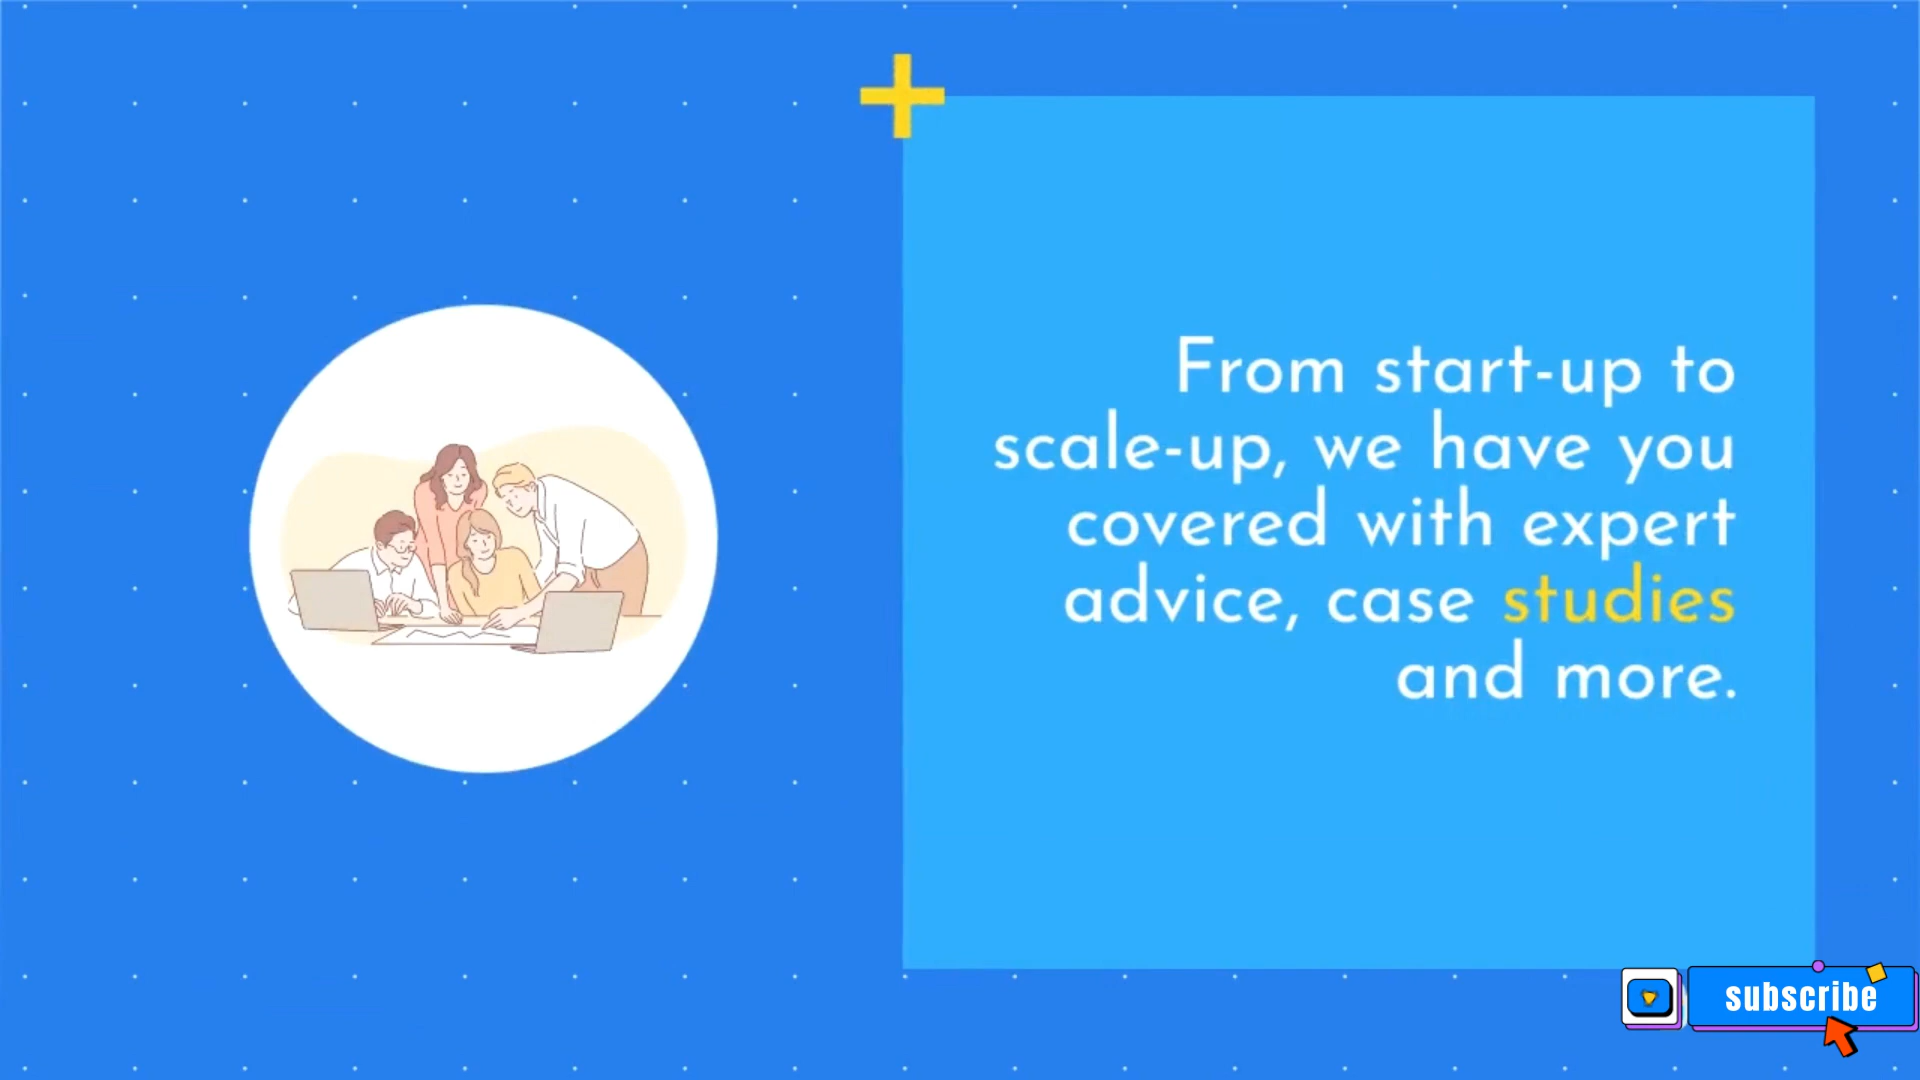 From start-up to
scale-up, we have you
covered with expert
advice, case studies
and more.
subscribe